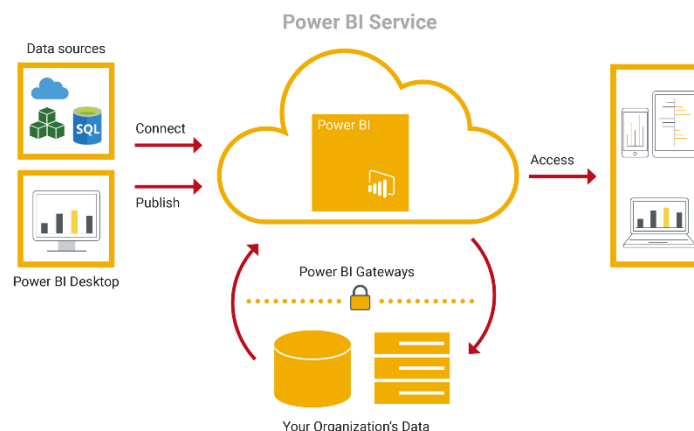 Power BI Service
Data sources
SQL
Connect
Publish
Power BI Desktop
Power BI
Access
Power BI Gateways
Your Organization's Data